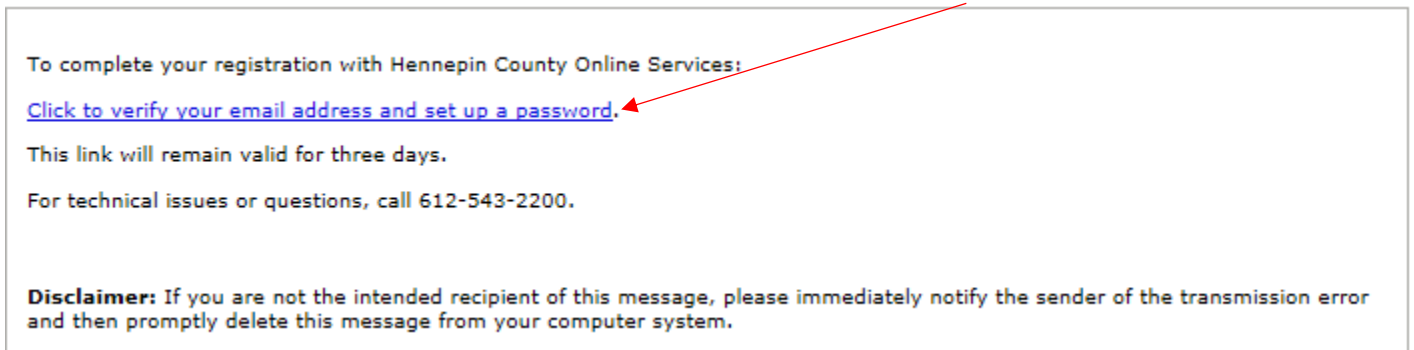 To complete your registration with Hennepin County Online Services:
Click to verify your email address and set up a password.
This link will remain valid for three days.
For technical issues or questions, call 612-543-2200.
Disclaimer: If you are not the intended recipient of this message, please immediately notify the sender of the transmission error
and then promptly delete this message from your computer system.